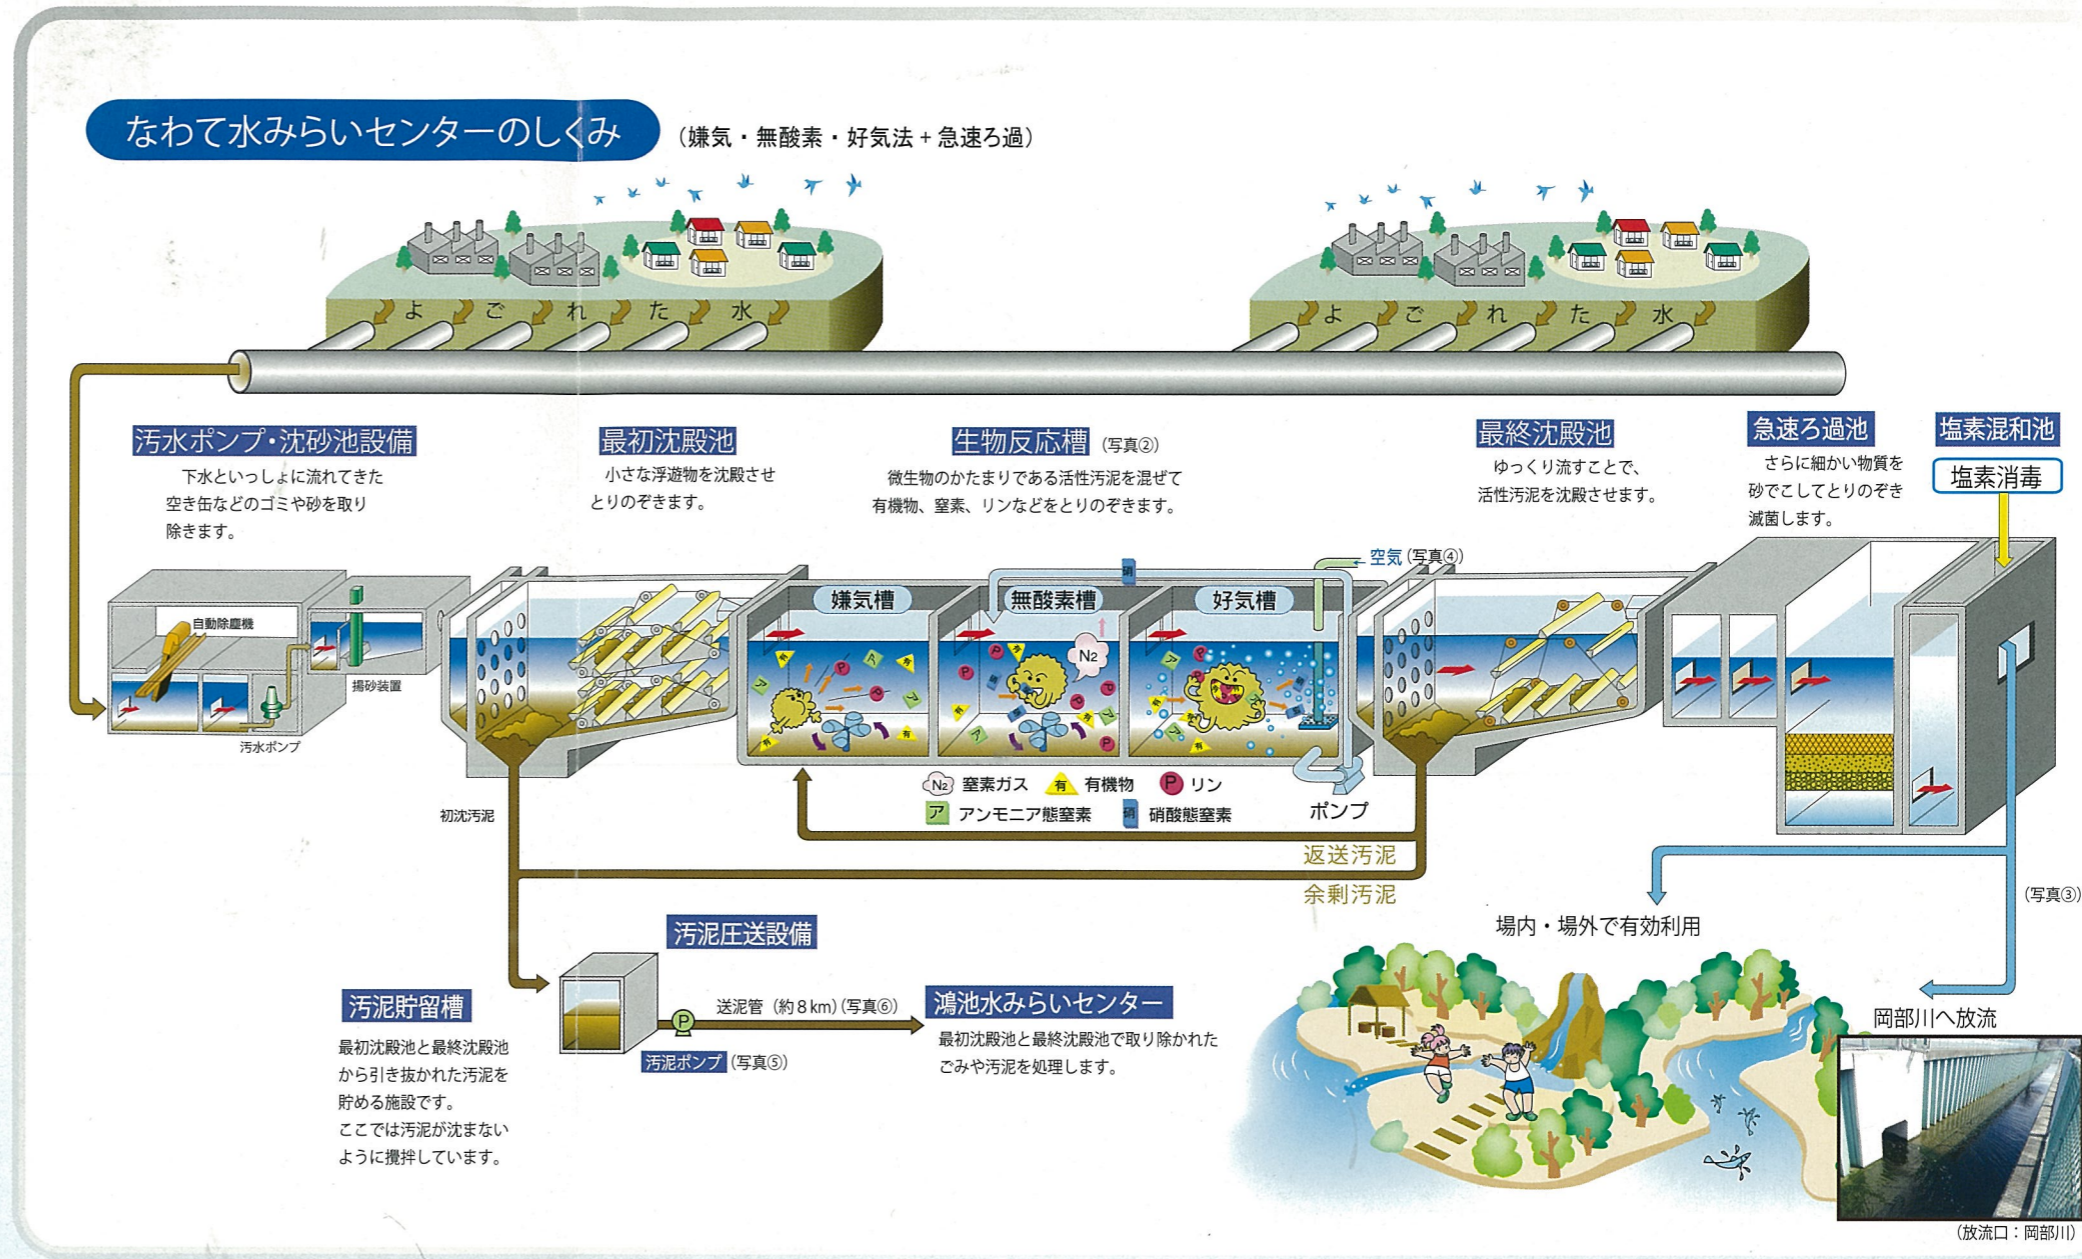 なわて水みらいセンターのしくみ
（嫌気・無酸素・好気法＋急速ろ過）
よごれた水
よごれた水
汚水ポンプ・沈砂池設備
下水といっしょに流れてきた
空き缶などのゴミや砂を取り
除きます。
最初沈殿池
小さな浮遊物を沈殿させ
とりのぞきます。
生物反応槽（写真②）
微生物のかたまりである活性汚泥を混ぜて
有機物、窒素、リンなどをとりのぞきます。
最終沈殿池
ゆっくり流すことで、
活性汚泥を沈殿させます。
急速ろ過池
さらに細かい物質を
砂でこしてとりのぞき
滅菌します。
塩素混和池
塩素消毒
自動除塵機
揚砂装置
汚水ポンプ
嫌気槽
無酸素槽
好気槽
硝
空気（写真④）
N2
N2 窒素ガス 有 有機物 P リン
ア アンモニア態窒素 硝 硝酸態窒素
ポンプ
初沈汚泥
返送汚泥
余剰汚泥
汚泥圧送設備
汚泥貯留槽
最初沈殿池と最終沈殿池
から引き抜かれた汚泥を
貯める施設です。
ここでは汚泥が沈まない
ように攪拌しています。
P
汚泥ポンプ（写真⑤）
送泥管（約8km）（写真⑥）
鴻池水みらいセンター
最初沈殿池と最終沈殿池で取り除かれた
ごみや汚泥を処理します。
場内・場外で有効利用
（写真③）
岡部川へ放流
（放流口：岡部川）